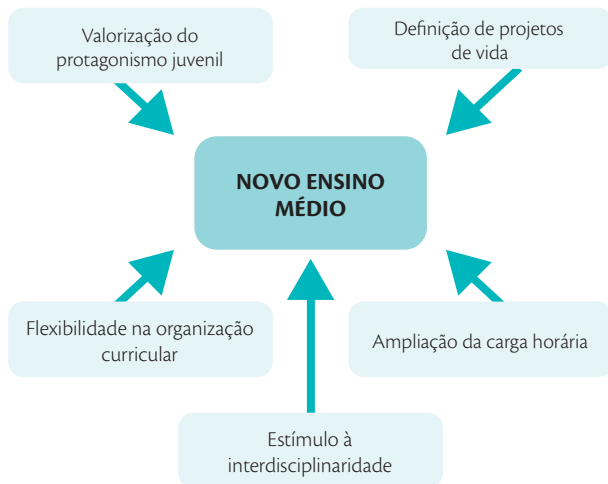 Valorização do
protagonismo juvenil
Definição de projetos
de vida
NOVO ENSINO
MÉDIO
Flexibilidade na organização
curricular
Ampliação da carga horária
Estímulo à
interdisciplinaridade